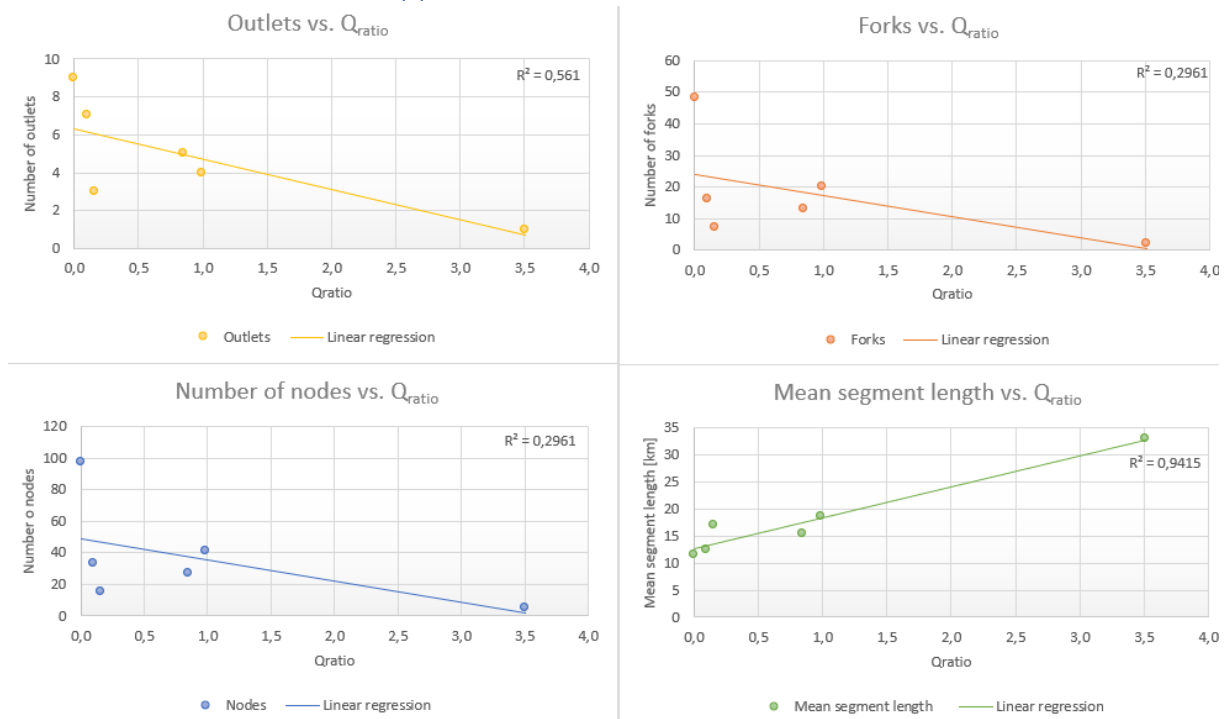 Outlets vs. Qratio
R² = 0,561
Number of outlets
10
8
6
4
2
0
0,0 0,5 1,0 1,5 2,0 2,5 3,0 3,5 4,0
Qratio
Outlets Linear regression
Forks vs. Qratio
R² = 0,2961
Number of forks
60
50
40
30
20
10
0
0,0 0,5 1,0 1,5 2,0 2,5 3,0 3,5 4,0
Qratio
Forks Linear regression
Number of nodes vs. Qratio
R² = 0,2961
Number o nodes
120
100
80
60
40
20
0
0,0 0,5 1,0 1,5 2,0 2,5 3,0 3,5 4,0
Qratio
Nodes Linear regression
Mean segment length vs. Qratio
R² = 0,9415
Mean segment length [km]
35
30
25
20
15
10
5
0
0,0 0,5 1,0 1,5 2,0 2,5 3,0 3,5 4,0
Qratio
Mean segment length Linear regression